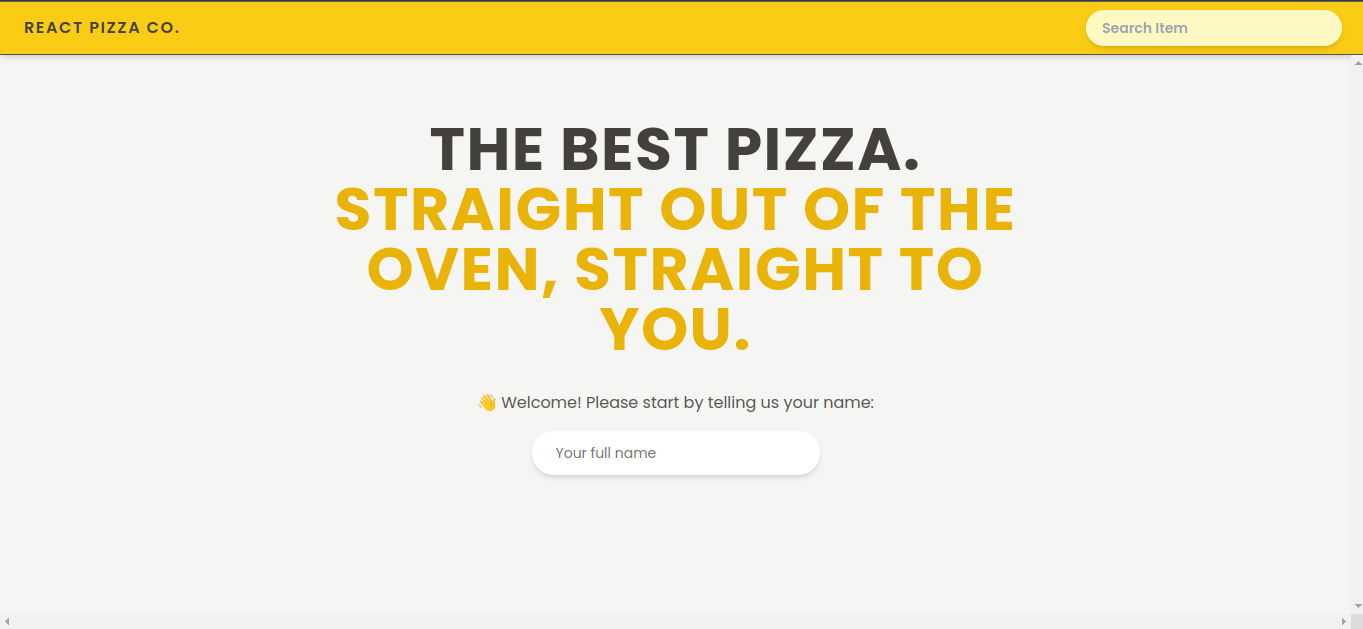 REACT PIZZA CO.
Search Item
THE BEST PIZZA.
STRAIGHT OUT OF THE
OVEN, STRAIGHT TO
YOU.
👋 Welcome! Please start by telling us your name:
Your full name